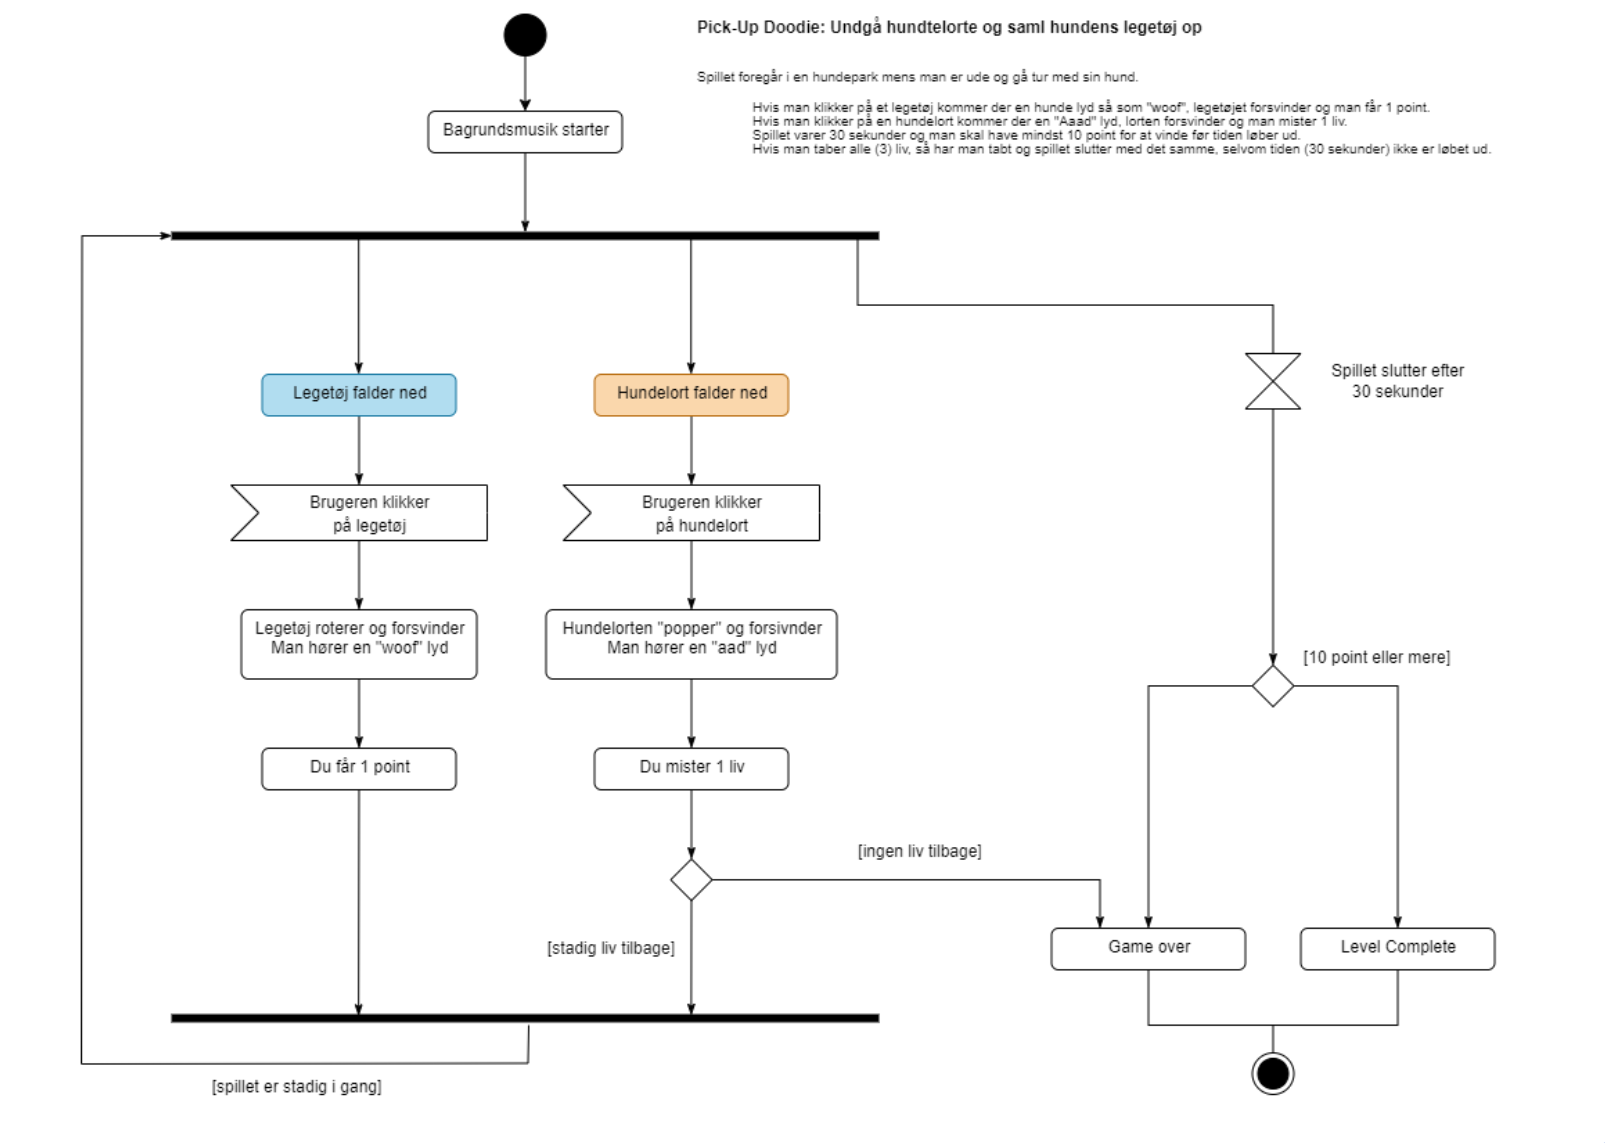 Pick-Up Doodie: Undgå hundtelorte og saml hundens legetøj op
Spillet foregår i en hundepark mens man er ude og gå tur med sin hund.
Hvis man klikker på et legetøj kommer der en hunde lyd så som "woof", legetøjet forsvinder og man får 1 point.
Hvis man klikker på en hundelort kommer der en "Aaad" lyd, lorten forsvinder og man mister 1 liv.
Spillet varer 30 sekunder og man skal have mindst 10 point for at vinde før tiden løber ud.
Hvis man taber alle (3) liv, så har man tabt og spillet slutter med det samme, selvom tiden (30 sekunder) ikke er løbet ud.
Bagrundsmusik starter
Legetøj falder ned
Hundelort falder ned
Spillet slutter efter
30 sekunder
Brugeren klikker
på legetøj
Brugeren klikker
på hundelort
Legetøj roterer og forsvinder
Man hører en "woof" lyd
Hundelorten "popper" og forsivnder
Man hører en "aad" lyd
[10 point eller mere]
Du får 1 point
Du mister 1 liv
[ingen liv tilbage]
[stadig liv tilbage]
Game over
Level Complete
[spillet er stadig i gang]